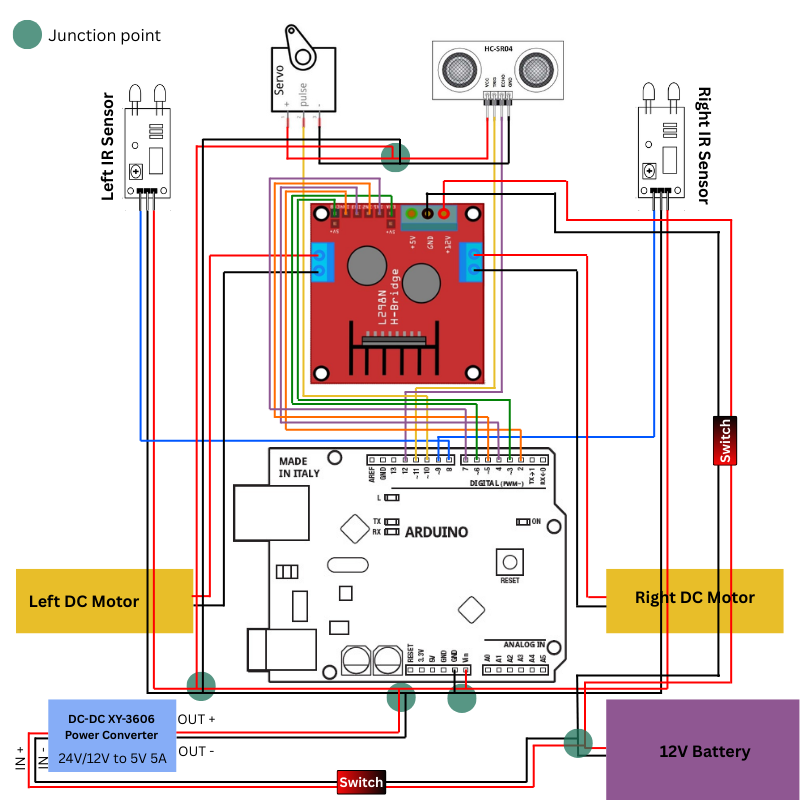 Junction point
HC-SR04
Servo
pulse
+
-
VCC
TRIG
ECHO
GND
Left IR Sensor
Right IR Sensor
+5V
GND
+12V
L298N
H-Bridge
Switch
MADE
IN ITALY
AREF
GND
13
12
~11
~10
~9
8
7
~6
~5
4
~3
2
TX→1
RX←0
DIGITAL (PWM~)
L
TX
RX
ARDUINO
ON
RESET
Left DC Motor
Right DC Motor
ANALOG IN
RESET
3.3V
5V
GND
GND
Vin
A0
A1
A2
A3
A4
A5
DC-DC XY-3606
Power Converter
24V/12V to 5V 5A
OUT +
OUT -
IN +
IN -
12V Battery
Switch